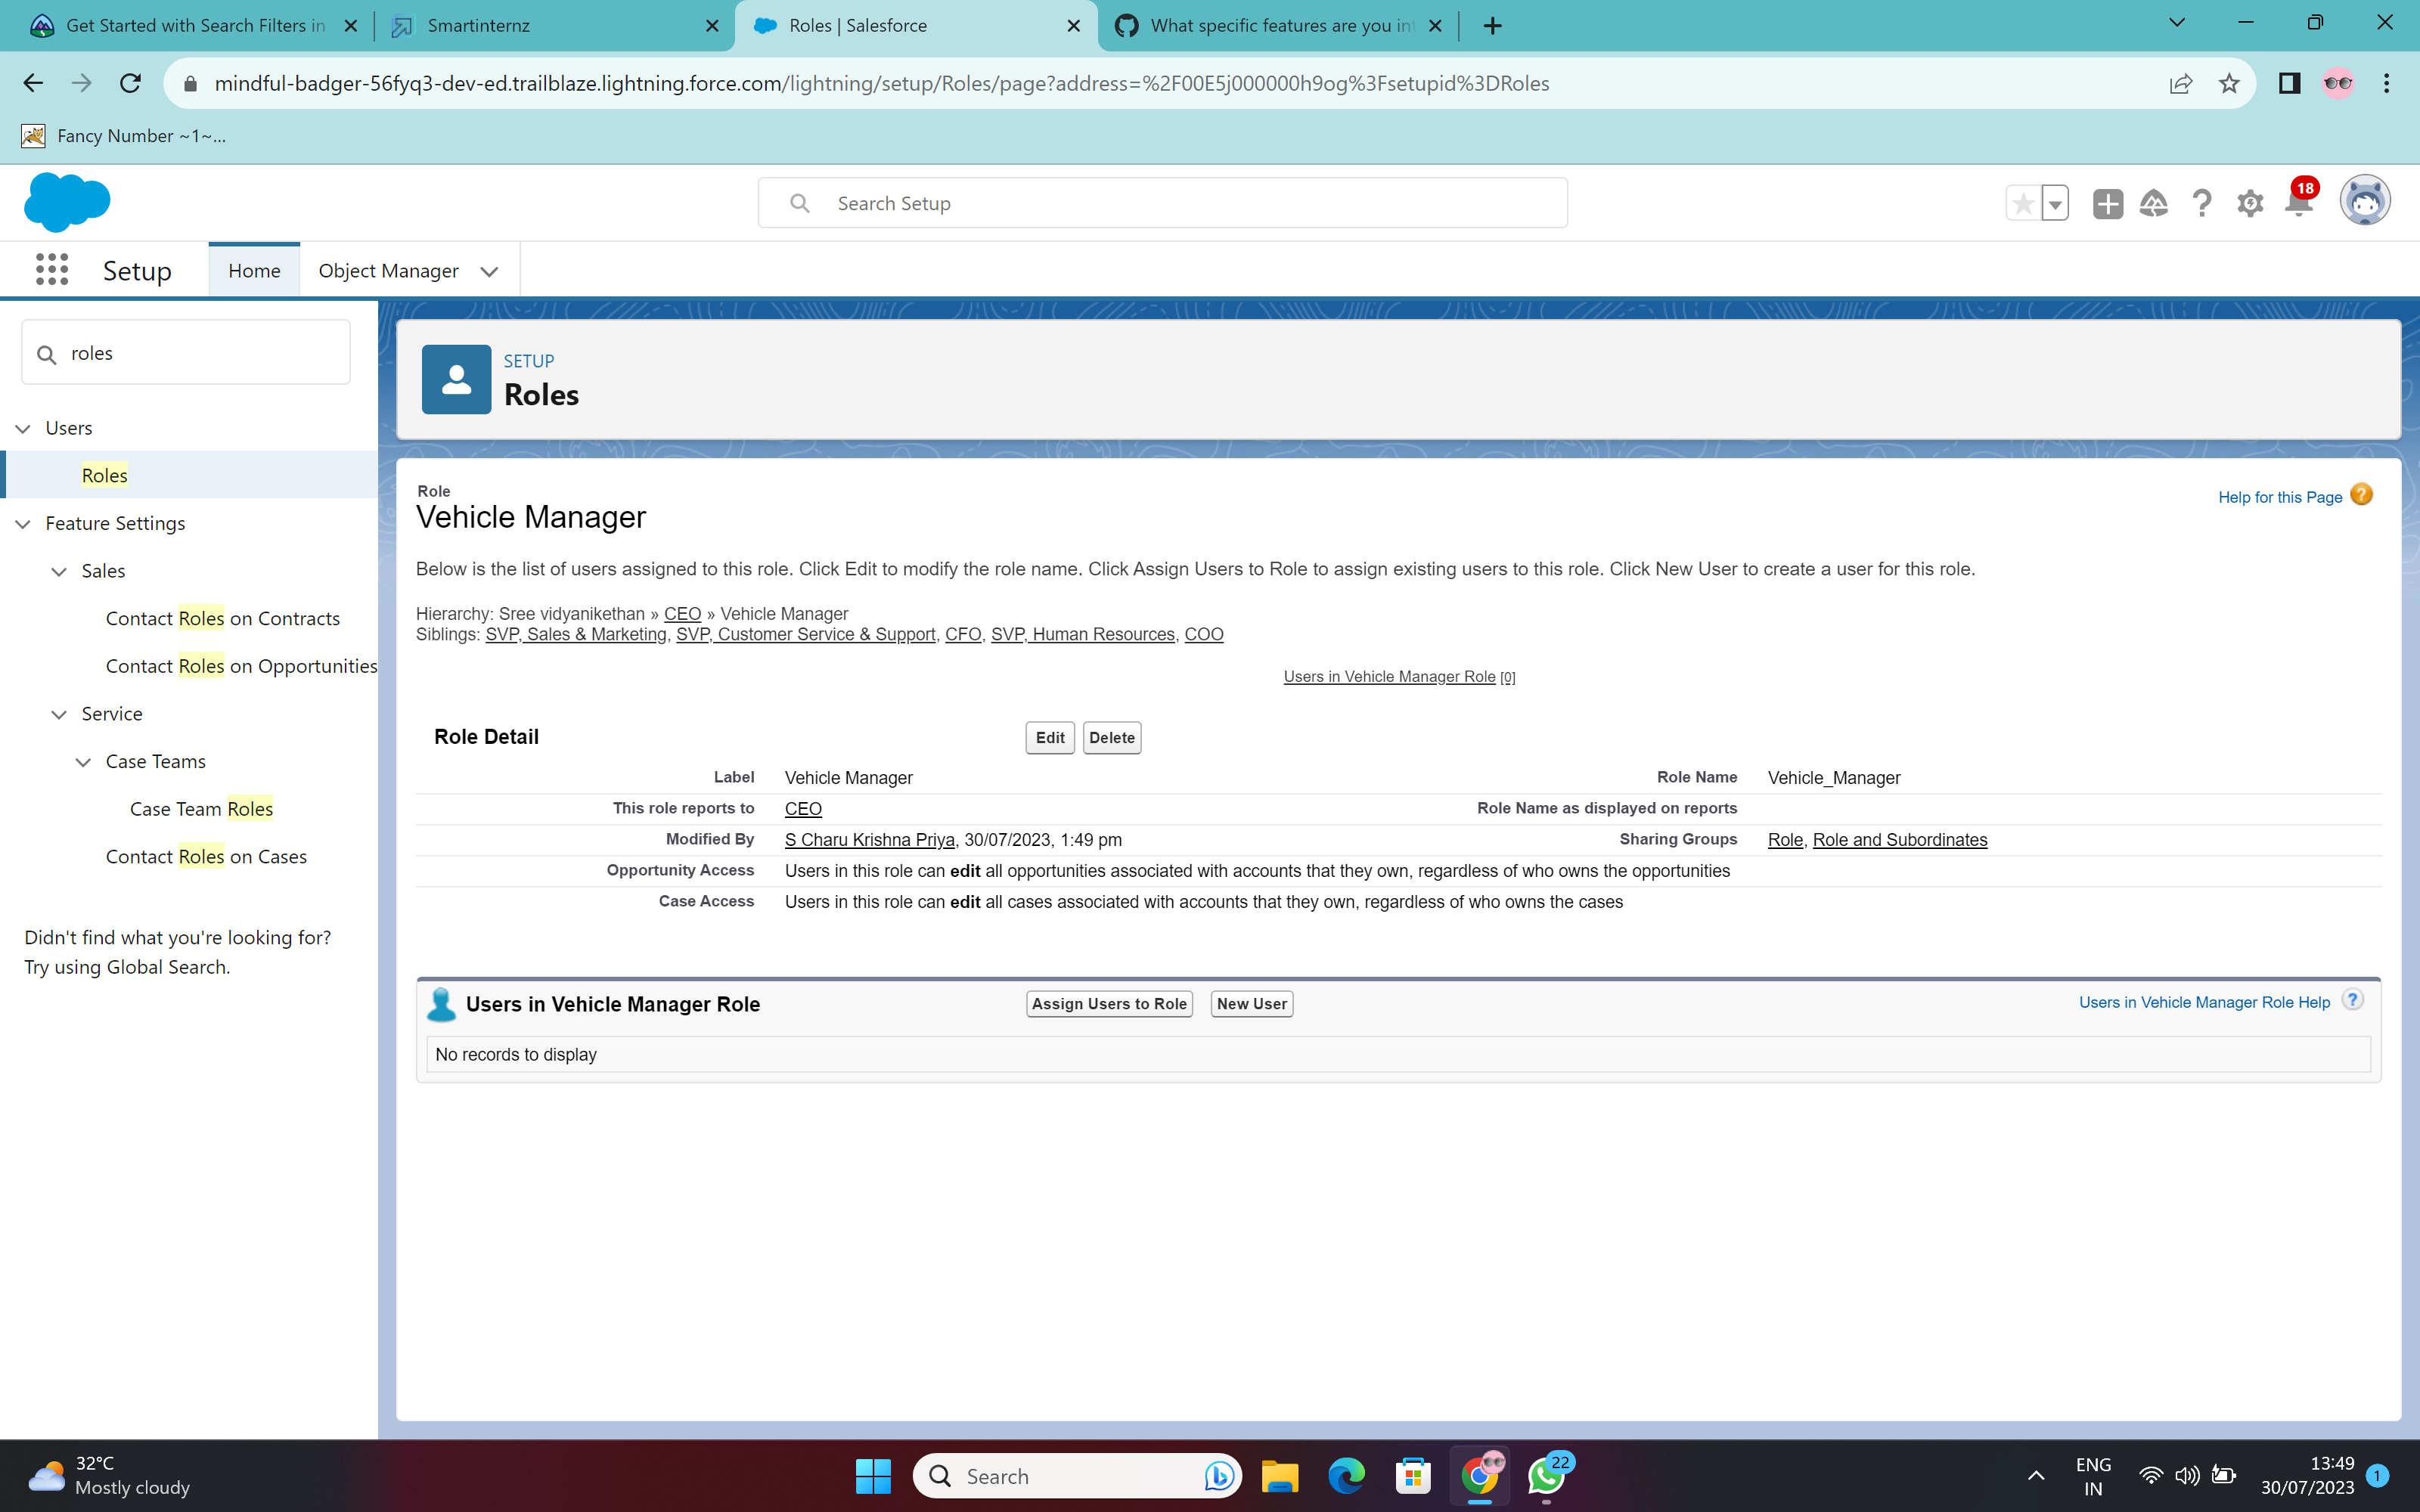 Get Started with Search Filters in
Smartinternz
Roles | Salesforce
What specific features are you int
mindful-badger-56fyq3-dev-ed.trailblaze.lightning.force.com/lightning/setup/Roles/page?address=%2F00E5j000000h9og%3Fsetupid%3DRoles
Fancy Number ~1~...
Search Setup
18
Setup
Home
Object Manager
roles
Users
Roles
Feature Settings
Sales
Contact Roles on Contracts
Contact Roles on Opportunities
Service
Case Teams
Case Team Roles
Contact Roles on Cases
Didn't find what you're looking for?
Try using Global Search.
SETUP
Roles
Role
Vehicle Manager
Help for this Page
Below is the list of users assigned to this role. Click Edit to modify the role name. Click Assign Users to Role to assign existing users to this role. Click New User to create a user for this role.
Hierarchy: Sree vidyanikethan » CEO » Vehicle Manager
Siblings: SVP, Sales & Marketing, SVP, Customer Service & Support, CFO, SVP, Human Resources, COO
Users in Vehicle Manager Role [0]
Role Detail
Edit
Delete
Label Vehicle Manager Role Name Vehicle_Manager
This role reports to CEO Role Name as displayed on reports
Modified By S Charu Krishna Priya, 30/07/2023, 1:49 pm Sharing Groups Role, Role and Subordinates
Opportunity Access Users in this role can edit all opportunities associated with accounts that they own, regardless of who owns the opportunities
Case Access Users in this role can edit all cases associated with accounts that they own, regardless of who owns the cases
Users in Vehicle Manager Role
Assign Users to Role
New User
Users in Vehicle Manager Role Help ?
No records to display
32°C
Mostly cloudy
Search
22
ENG
IN
13:49
30/07/2023
1